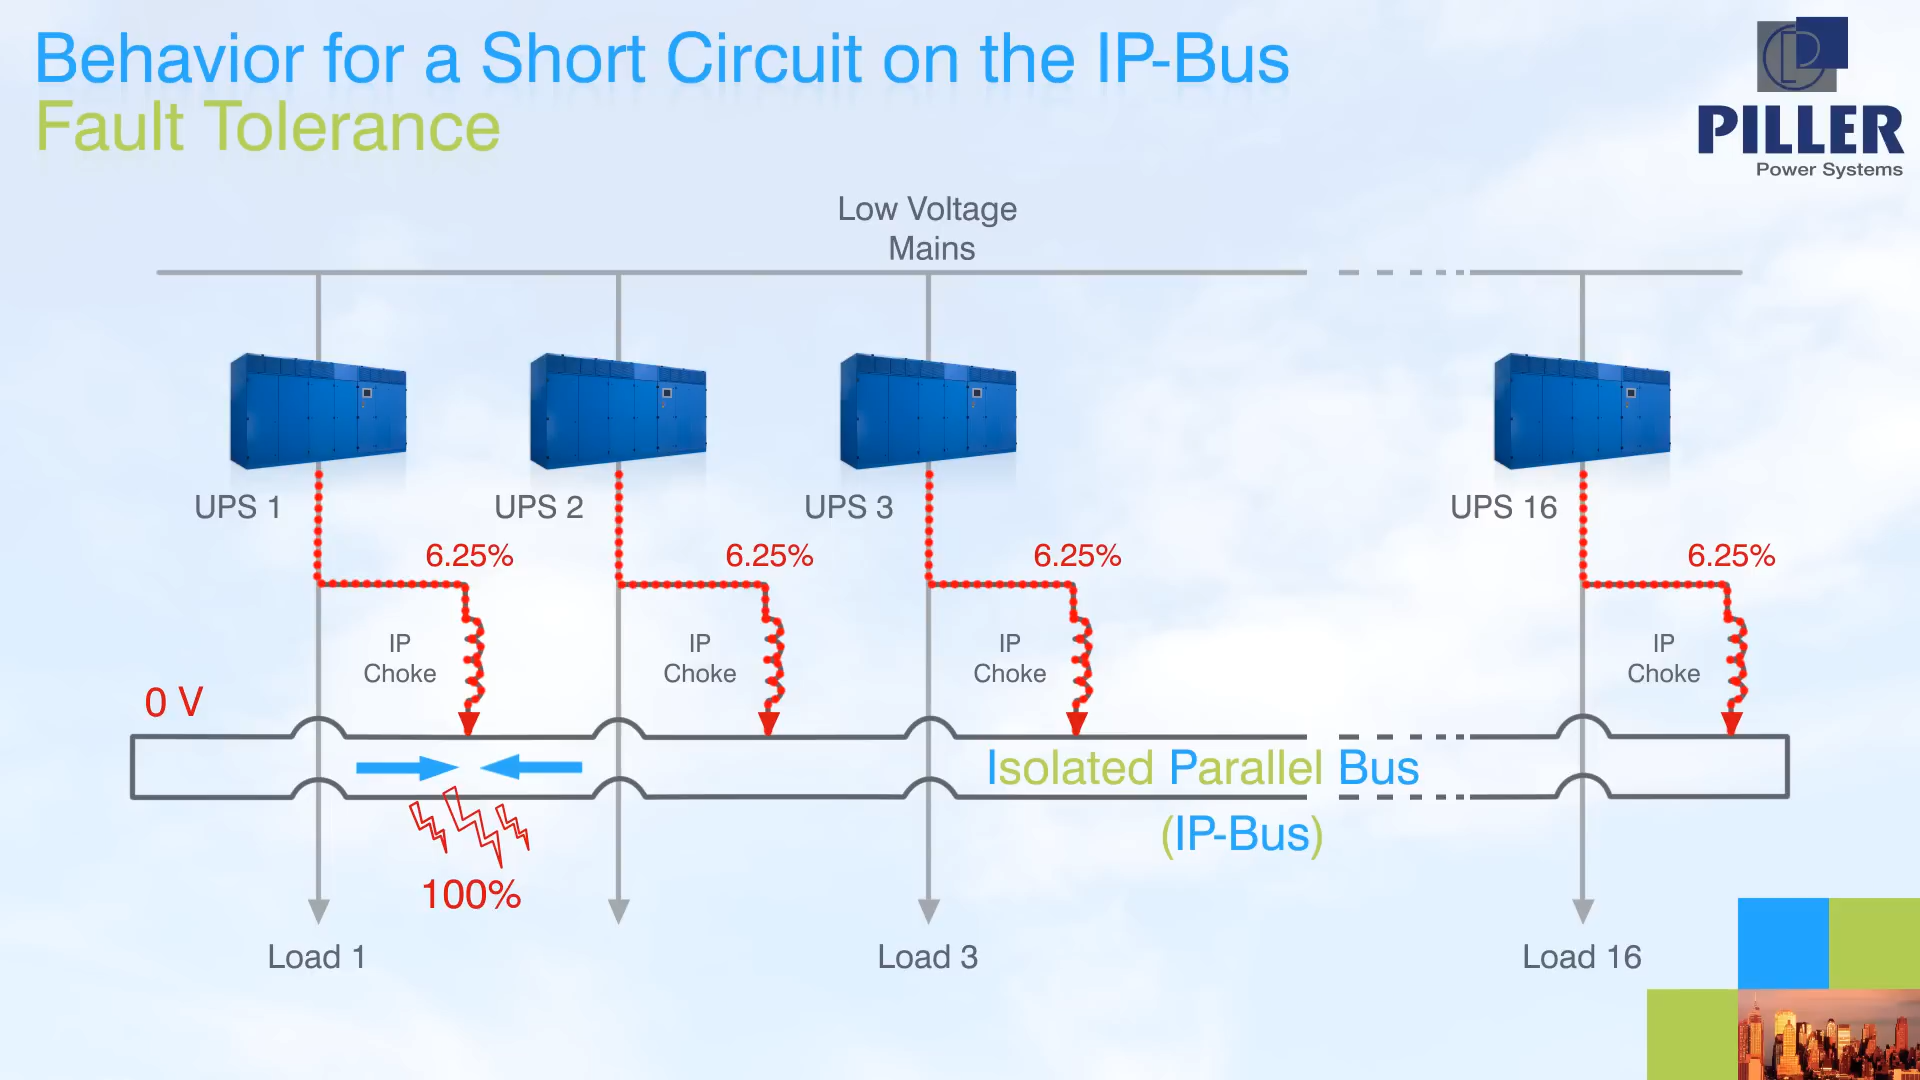 Behavior for a Short Circuit on the IP-Bus
Fault Tolerance
PILLER
Power Systems
Low Voltage
Mains
UPS 1
UPS 2
UPS 3
UPS 16
6.25%
6.25%
6.25%
6.25%
IP
Choke
IP
Choke
IP
Choke
IP
Choke
0 V
Isolated Parallel Bus
(IP-Bus)
100%
Load 1
Load 3
Load 16